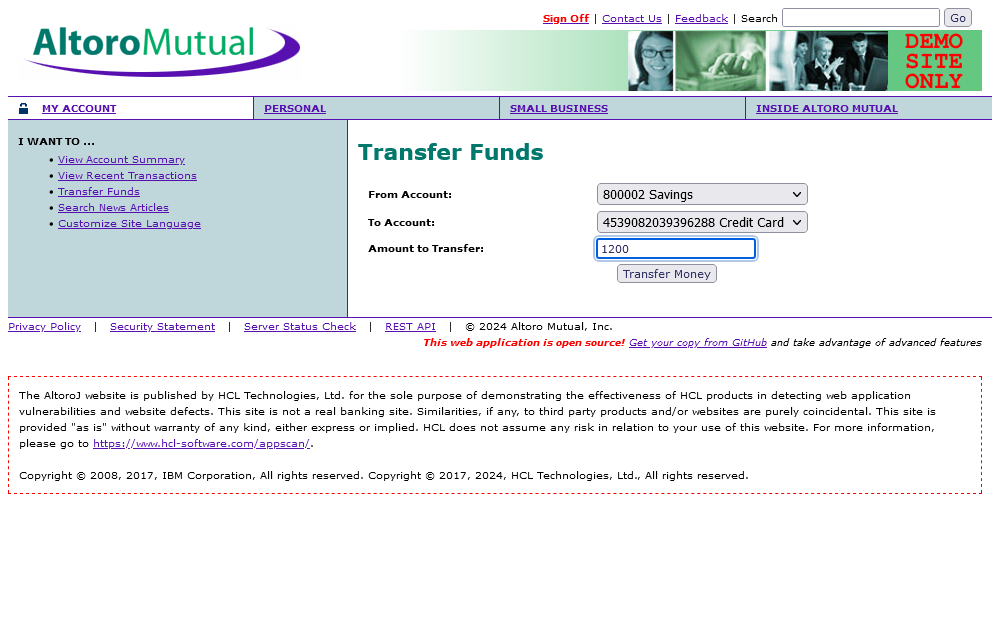 Sign Off | Contact Us | Feedback | Search Go
AltoroMutual
DEMO
SITE
ONLY
MY ACCOUNT PERSONAL SMALL BUSINESS INSIDE ALTORO MUTUAL
I WANT TO ...
• View Account Summary
• View Recent Transactions
• Transfer Funds
• Search News Articles
• Customize Site Language
Transfer Funds
From Account: 800002 Savings
To Account: 4539082039396288 Credit Card
Amount to Transfer: 1200
Transfer Money
Privacy Policy | Security Statement | Server Status Check | REST API | © 2024 Altoro Mutual, Inc.
This web application is open source! Get your copy from GitHub and take advantage of advanced features
The AltoroJ website is published by HCL Technologies, Ltd. for the sole purpose of demonstrating the effectiveness of HCL products in detecting web application
vulnerabilities and website defects. This site is not a real banking site. Similarities, if any, to third party products and/or websites are purely coincidental. This site is
provided "as is" without warranty of any kind, either express or implied. HCL does not assume any risk in relation to your use of this website. For more information,
please go to https://www.hcl-software.com/appscan/.
Copyright © 2008, 2017, IBM Corporation, All rights reserved. Copyright © 2017, 2024, HCL Technologies, Ltd., All rights reserved.